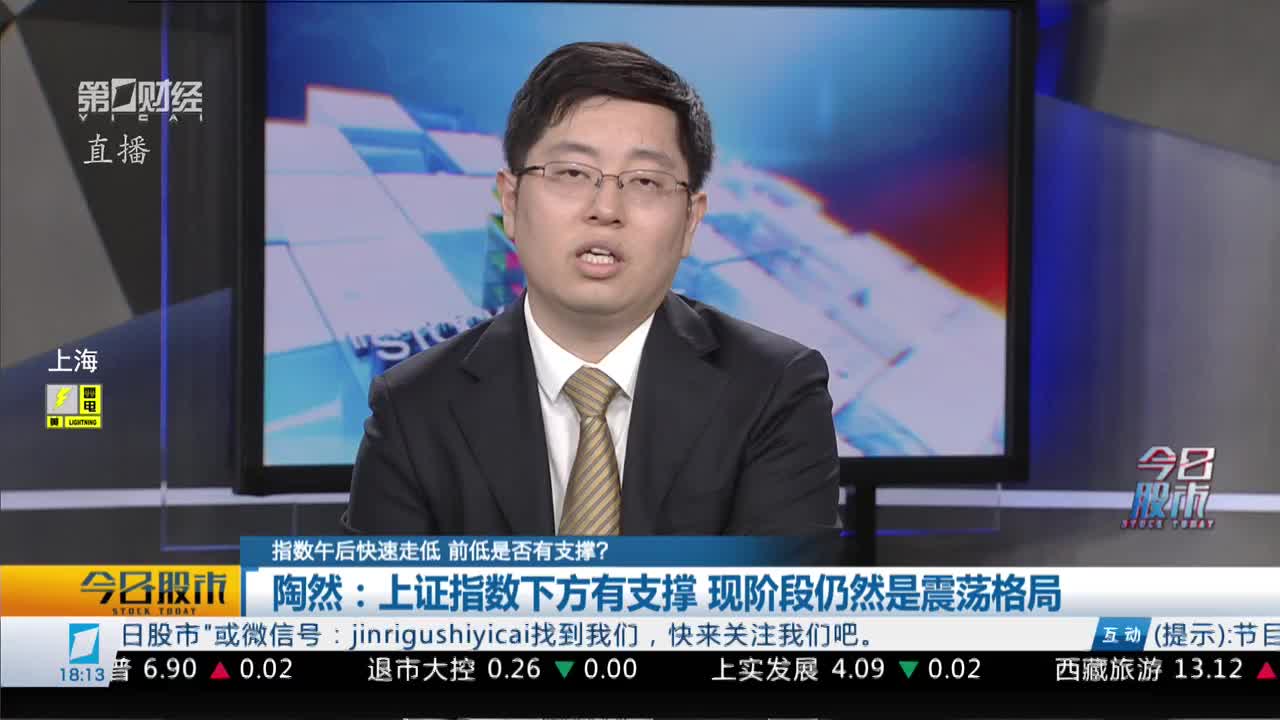 第一财经
YICAI
直播
上海
雷电
黄 LIGHTNING
今日
股市
STOCK TODAY
指数午后快速走低 前低是否有支撑?
今日股市
STOCK TODAY
陶然：上证指数下方有支撑 现阶段仍然是震荡格局
日股市"或微信号：jinrigushiyicai找到我们，快来关注我们吧。
互动
(提示):节目
18:13
普 6.90 ▲ 0.02 退市大控 0.26 ▼ 0.00 上实发展 4.09 ▼ 0.02 西藏旅游 13.12 ▲